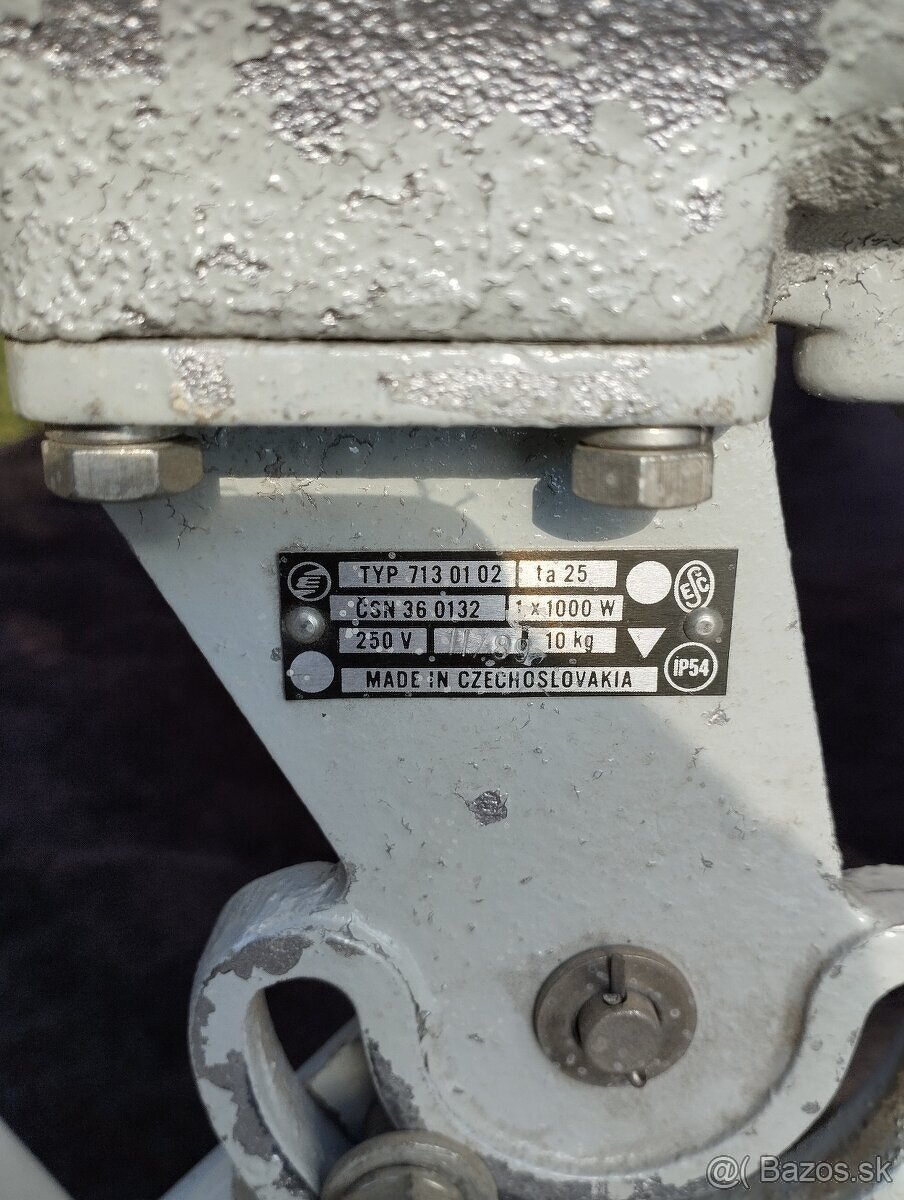 TYP 713 01 02 ta 25
ESC
ČSN 36 0132 1 x 1000 W
250 V 10 kg
IP54
MADE IN CZECHOSLOVAKIA
@( Bazos.sk